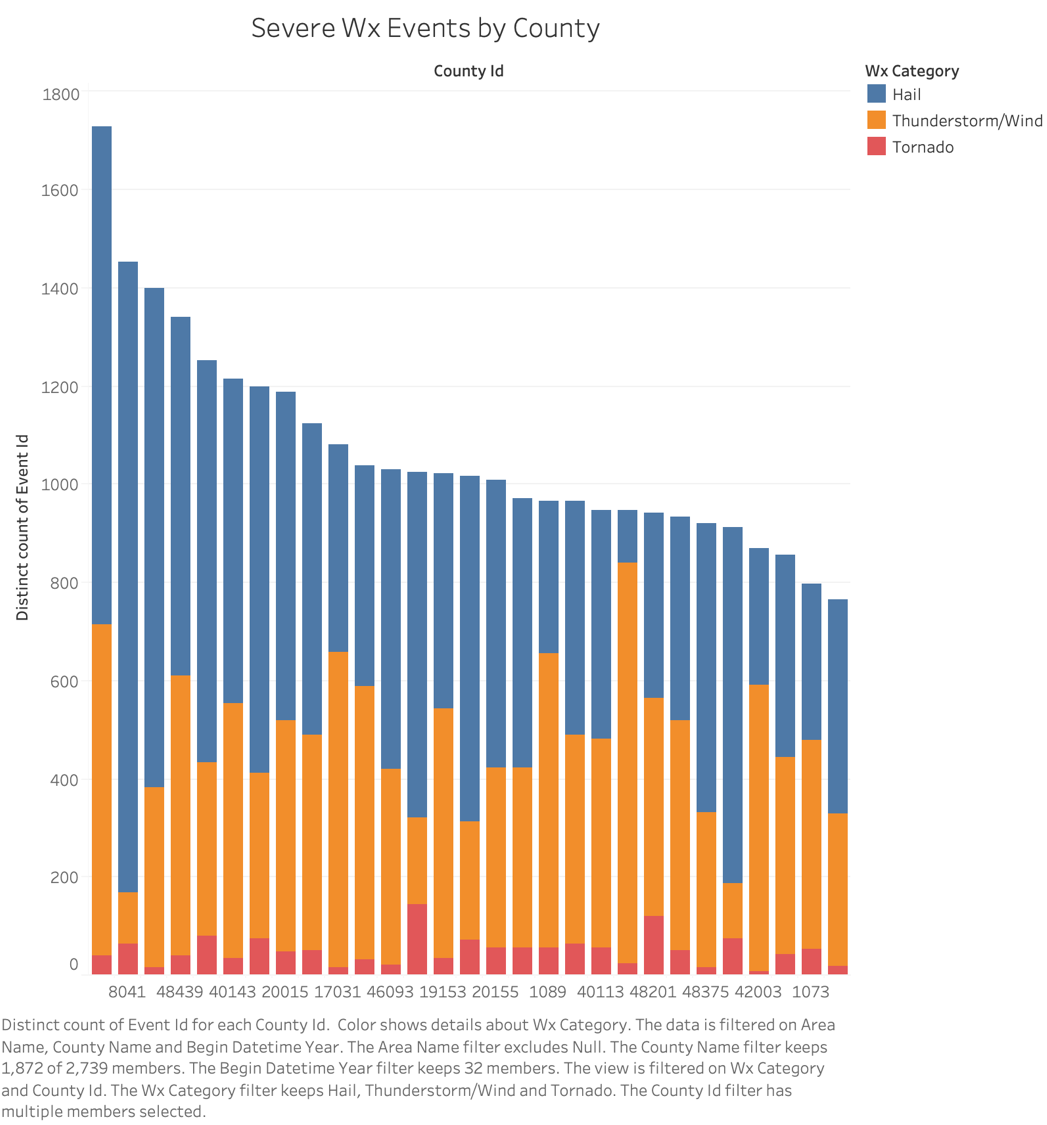 Severe Wx Events by County
County Id
Wx Category
Hail
Thunderstorm/Wind
Tornado
1800
1600
1400
1200
1000
800
600
400
200
0
Distinct count of Event Id
8041 48439 40143 20015 17031 46093 19153 20155 1089 40113 48201 48375 42003 1073
Distinct count of Event Id for each County Id.  Color shows details about Wx Category. The data is filtered on Area
Name, County Name and Begin Datetime Year. The Area Name filter excludes Null. The County Name filter keeps
1,872 of 2,739 members. The Begin Datetime Year filter keeps 32 members. The view is filtered on Wx Category
and County Id. The Wx Category filter keeps Hail, Thunderstorm/Wind and Tornado. The County Id filter has
multiple members selected.